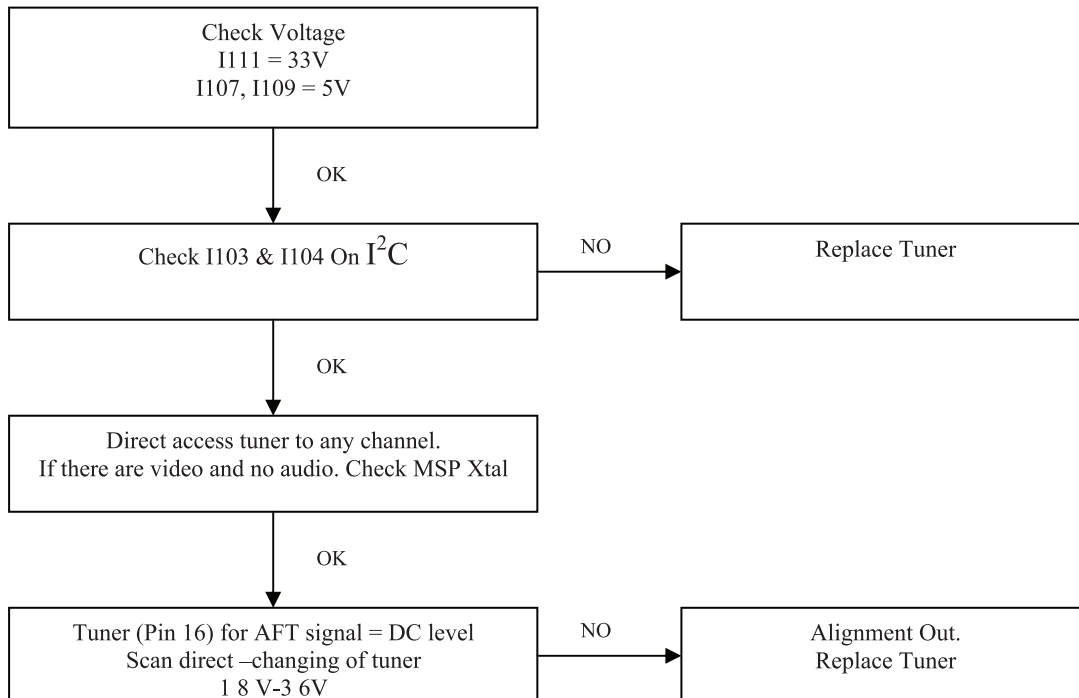 Check Voltage
I111 = 33V
I107, I109 = 5V
OK
Check I103 & I104 On I²C
NO
Replace Tuner
OK
Direct access tuner to any channel.
If there are video and no audio. Check MSP Xtal
OK
Tuner (Pin 16) for AFT signal = DC level
Scan direct –changing of tuner
1 8 V-3 6V
NO
Alignment Out.
Replace Tuner